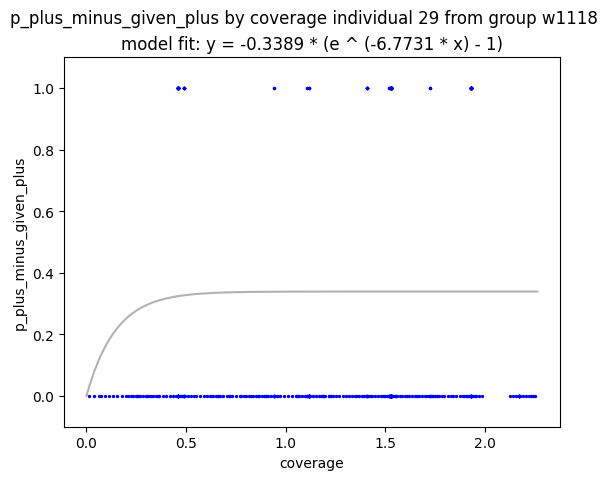 p_plus_minus_given_plus by coverage individual 29 from group w1118
model fit: y = -0.3389 * (e ^ (-6.7731 * x) - 1)
1.0
0.8
0.6
0.4
0.2
0.0
p_plus_minus_given_plus
0.0 0.5 1.0 1.5 2.0
coverage